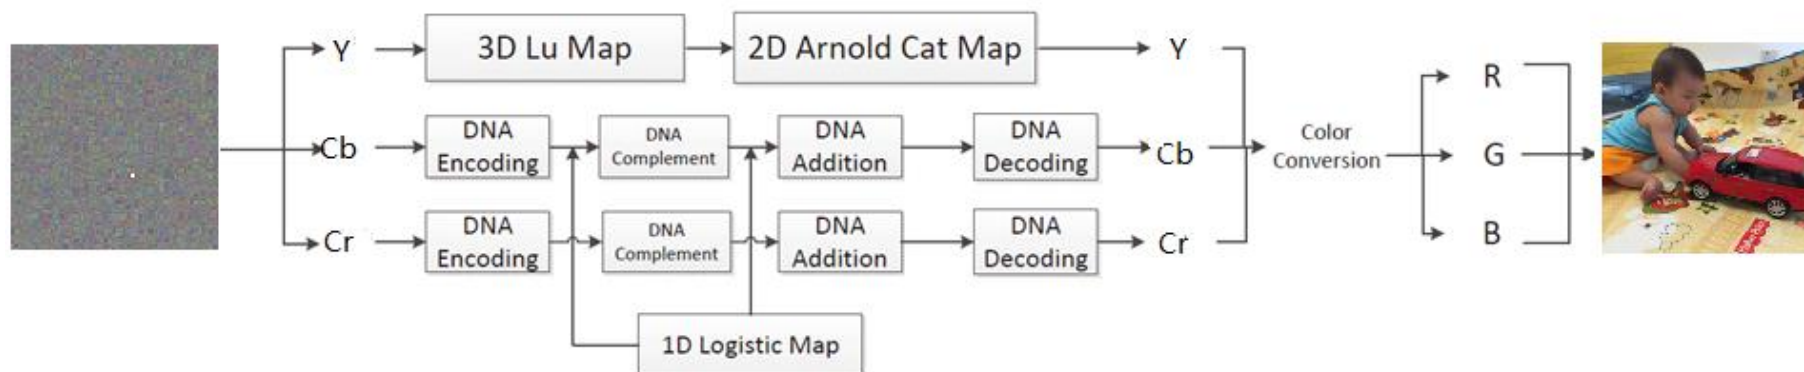 Y
3D Lu Map
2D Arnold Cat Map
Y
R
Cb
DNA
Encoding
DNA
Complement
DNA
Addition
DNA
Decoding
Cb
Color
Conversion
G
Cr
DNA
Encoding
DNA
Complement
DNA
Addition
DNA
Decoding
Cr
B
1D Logistic Map